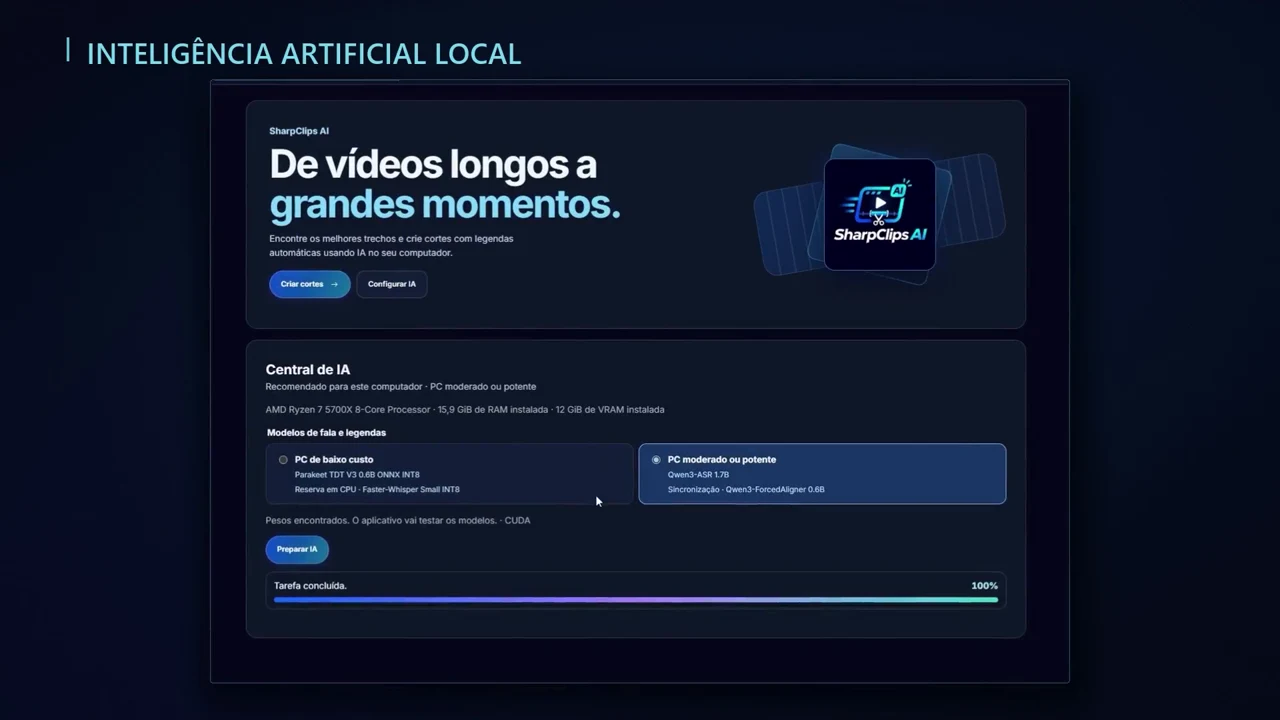 INTELIGÊNCIA ARTIFICIAL LOCAL
SharpClips AI
De vídeos longos a
grandes momentos.
Encontre os melhores trechos e crie cortes com legendas
automáticas usando IA no seu computador.
Criar cortes →
Configurar IA
AI
SharpClips AI
Central de IA
Recomendado para este computador · PC moderado ou potente
AMD Ryzen 7 5700X 8-Core Processor · 15,9 GiB de RAM instalada · 12 GiB de VRAM instalada
Modelos de fala e legendas
PC de baixo custo
Parakeet TDT V3 0.6B ONNX INT8
Reserva em CPU · Faster-Whisper Small INT8
PC moderado ou potente
Qwen3-ASR 1.7B
Sincronização · Qwen3-ForcedAligner 0.6B
Pesos encontrados. O aplicativo vai testar os modelos. · CUDA
Preparar IA
Tarefa concluída.
100%